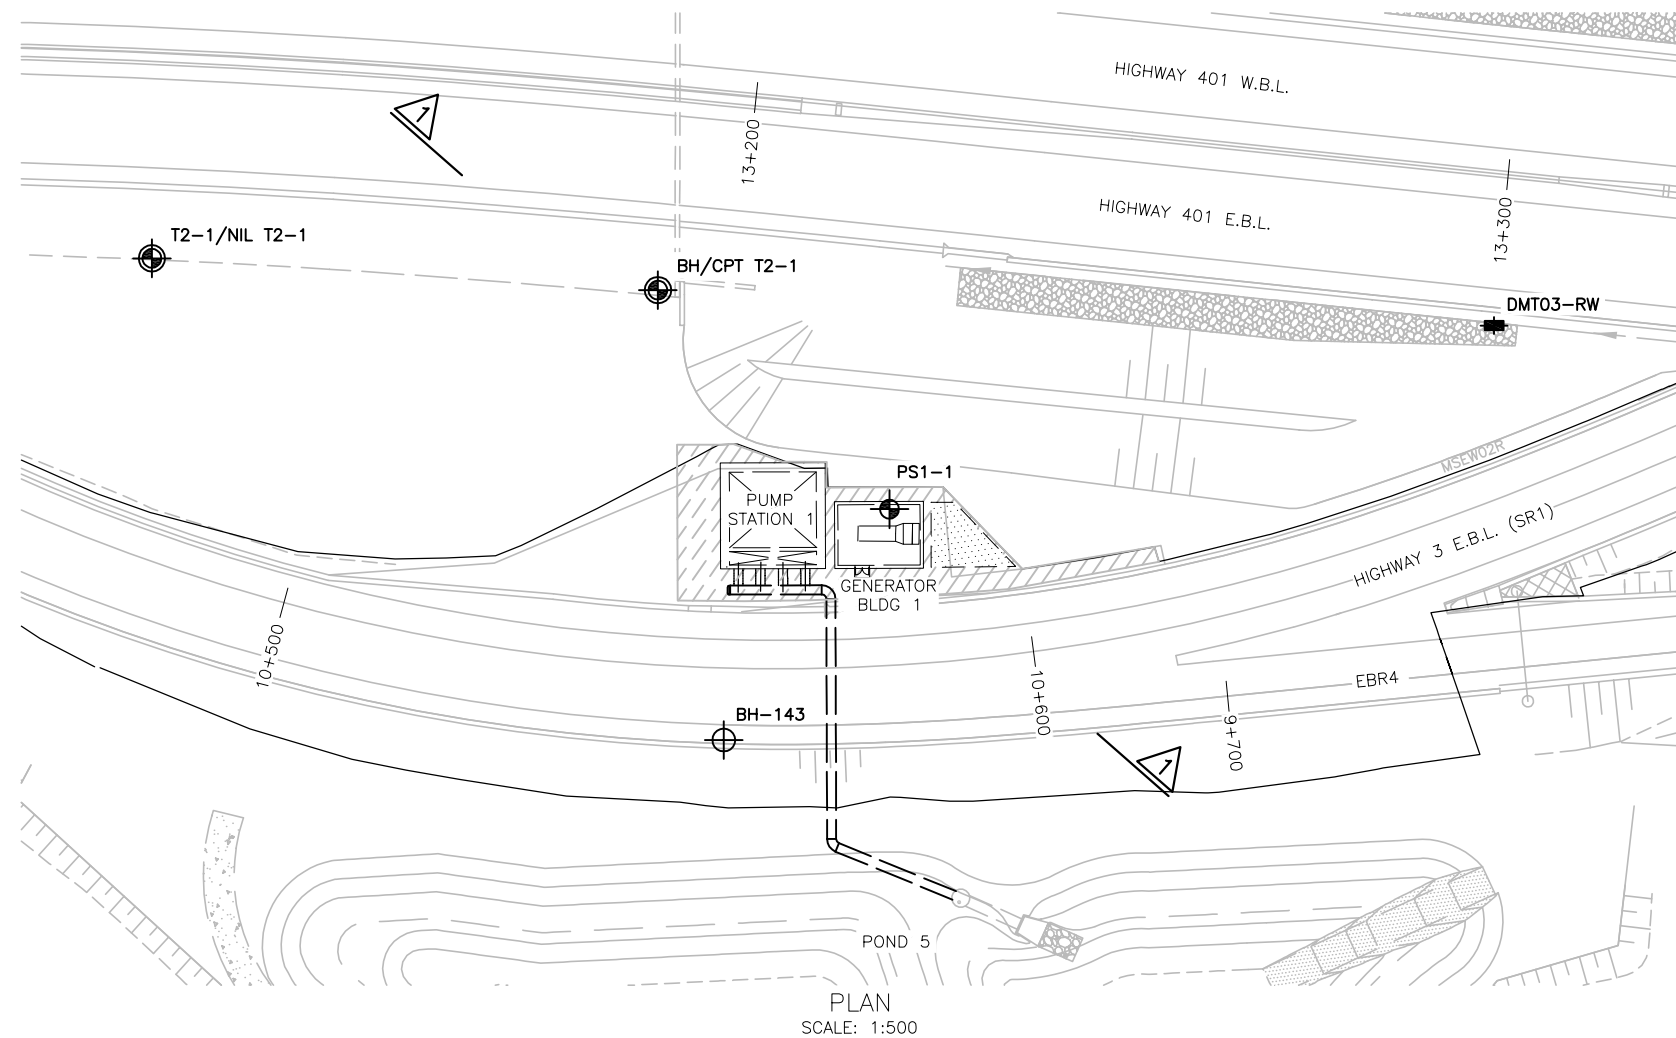 HIGHWAY 401 W.B.L.
1
13+200
HIGHWAY 401 E.B.L.
13+300
T2-1/NIL T2-1
BH/CPT T2-1
DMT03-RW
MSEW02R
PS1-1
PUMP
STATION 1
HIGHWAY 3 E.B.L. (SR1)
GENERATOR
BLDG 1
10+500
10+600
EBR4
9+700
BH-143
1
POND 5
PLAN
SCALE: 1:500